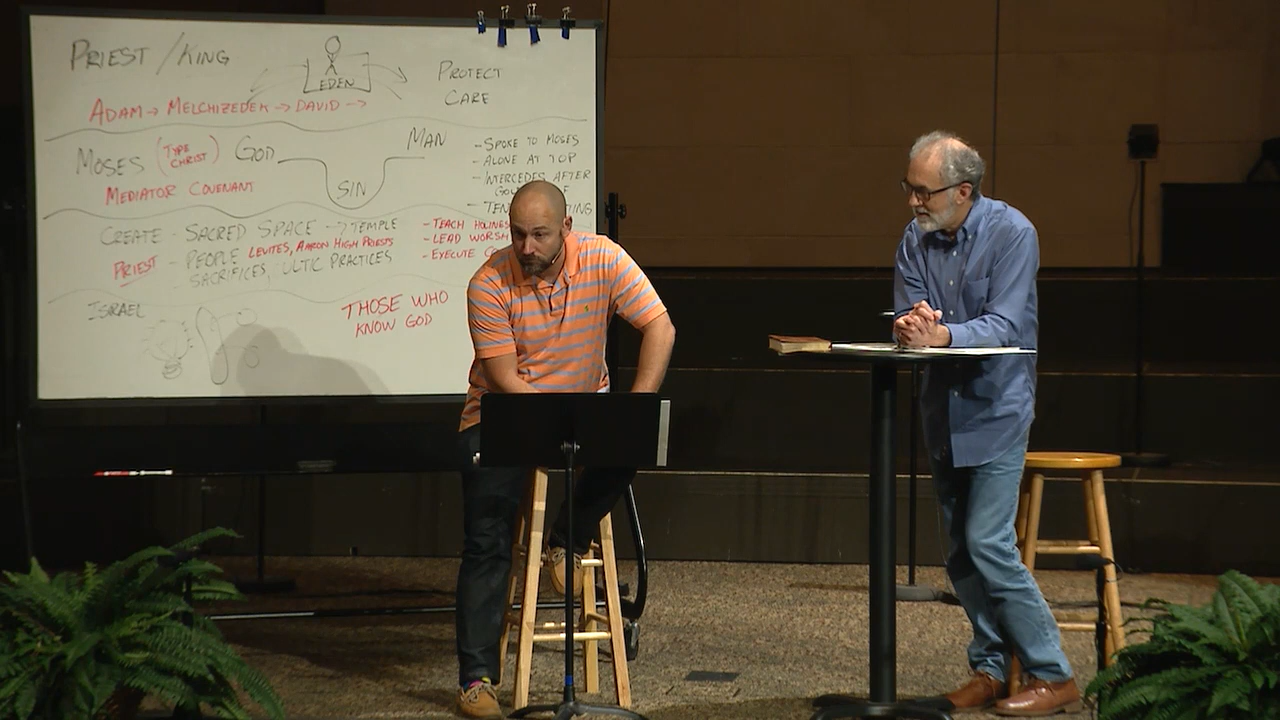 PRIEST / KING
EDEN
PROTECT
CARE
ADAM → MELCHIZEDEK → DAVID →
MOSES (TYPE CHRIST) GOD
SIN
MAN
MEDIATOR COVENANT
- SPOKE TO MOSES
- ALONE AT TOP
- INTERCEDES AFTER
CREATE - SACRED SPACE → TEMPLE
PRIEST - PEOPLE LEVITES, AARON HIGH PRIESTS
SACRIFICES, ULTIC PRACTICES
- TEACH
- LEAD
- EXECUTE
ISRAEL
THOSE WHO
KNOW GOD